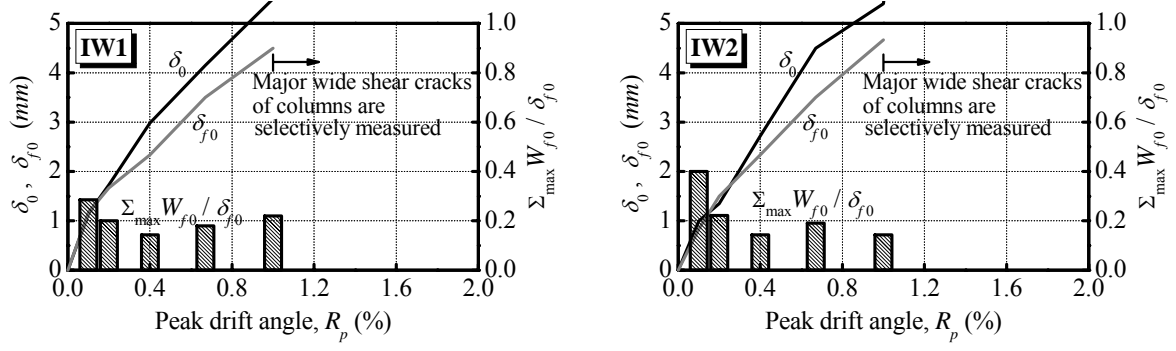 IW1
5
4
3
2
1
0
δ0 , δf0 (mm)
1.0
0.8
0.6
0.4
0.2
0.0
Σmax Wf0 / δf0
δ0
δf0
Major wide shear cracks
of columns are
selectively measured
Σmax Wf0 / δf0
0.0 0.4 0.8 1.2 1.6 2.0
Peak drift angle, Rp (%)
IW2
5
4
3
2
1
0
δ0 , δf0 (mm)
1.0
0.8
0.6
0.4
0.2
0.0
Σmax Wf0 / δf0
δ0
δf0
Major wide shear cracks
of columns are
selectively measured
Σmax Wf0 / δf0
0.0 0.4 0.8 1.2 1.6 2.0
Peak drift angle, Rp (%)